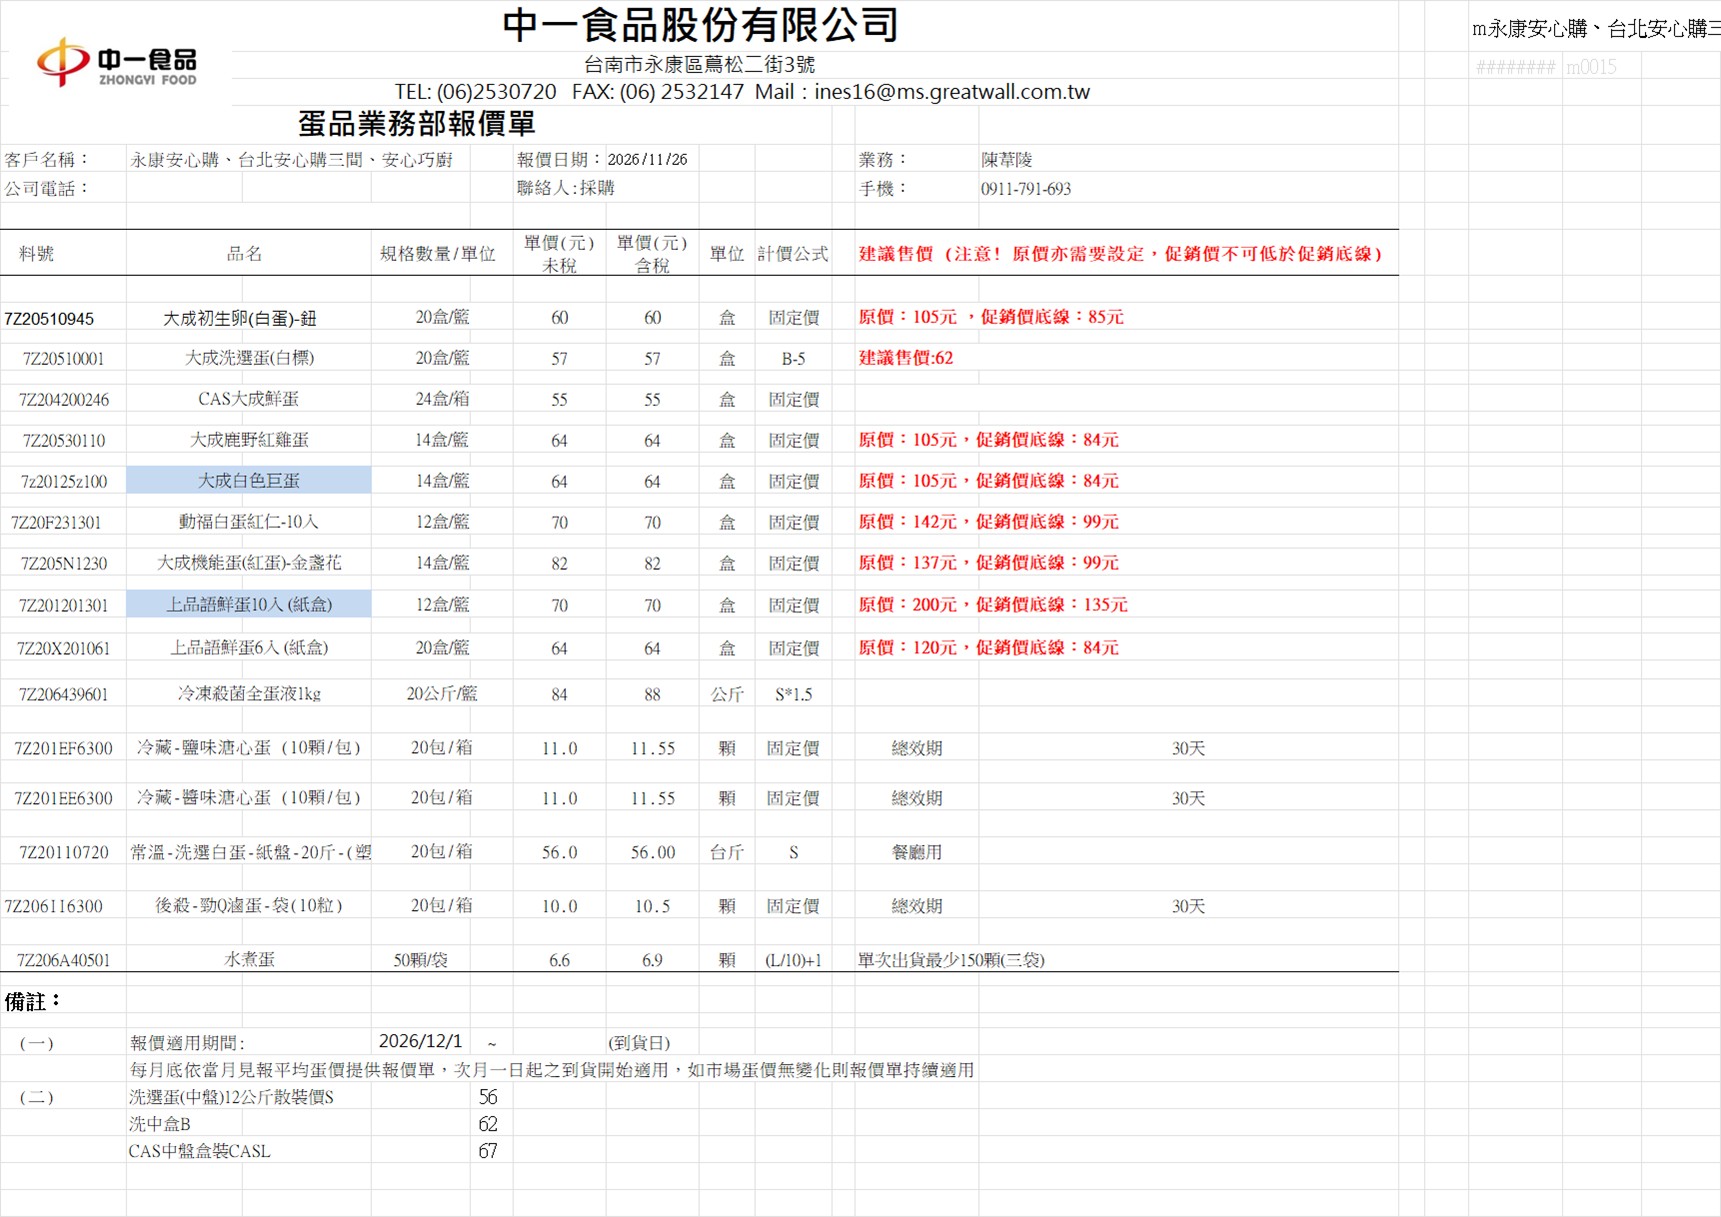 中一食品股份有限公司
m永康安心購、台北安心購三
中一食品
ZHONGYI FOOD
台南市永康區蔦松二街3號
######## m0015
TEL: (06)2530720 FAX: (06) 2532147 Mail：ines16@ms.greatwall.com.tw
蛋品業務部報價單
客戶名稱： 永康安心購、台北安心購三間、安心巧廚 報價日期：2026/11/26 業務： 陳葦陵
公司電話： 聯絡人:採購 手機： 0911-791-693
料號 品名 規格數量/單位 單價(元)未稅 單價(元)含稅 單位 計價公式 建議售價 (注意! 原價亦需要設定，促銷價不可低於促銷底線)
7Z20510945 大成初生卵(白蛋)-鈕 20盒/籃 60 60 盒 固定價 原價：105元 ，促銷價底線：85元
7Z20510001 大成洗選蛋(白標) 20盒/籃 57 57 盒 B-5 建議售價:62
7Z204200246 CAS大成鮮蛋 24盒/箱 55 55 盒 固定價
7Z20530110 大成鹿野紅雞蛋 14盒/籃 64 64 盒 固定價 原價：105元，促銷價底線：84元
7z20125z100 大成白色巨蛋 14盒/籃 64 64 盒 固定價 原價：105元，促銷價底線：84元
7Z20F231301 動福白蛋紅仁-10入 12盒/籃 70 70 盒 固定價 原價：142元，促銷價底線：99元
7Z205N1230 大成機能蛋(紅蛋)-金盞花 14盒/籃 82 82 盒 固定價 原價：137元，促銷價底線：99元
7Z201201301 上品語鮮蛋10入 (紙盒) 12盒/籃 70 70 盒 固定價 原價：200元，促銷價底線：135元
7Z20X201061 上品語鮮蛋6入 (紙盒) 20盒/籃 64 64 盒 固定價 原價：120元，促銷價底線：84元
7Z206439601 冷凍殺菌全蛋液1kg 20公斤/籃 84 88 公斤 S*1.5
7Z201EF6300 冷藏-鹽味溏心蛋 (10顆/包) 20包/箱 11.0 11.55 顆 固定價 總效期 30天
7Z201EE6300 冷藏-醬味溏心蛋 (10顆/包) 20包/箱 11.0 11.55 顆 固定價 總效期 30天
7Z20110720 常溫-洗選白蛋-紙盤-20斤-(塑 20包/箱 56.0 56.00 台斤 S 餐廳用
7Z206116300 後殺-勁Q滷蛋-袋(10粒) 20包/箱 10.0 10.5 顆 固定價 總效期 30天
7Z206A40501 水煮蛋 50顆/袋 6.6 6.9 顆 (L/10)+1 單次出貨最少150顆(三袋)
備註：
(一) 報價適用期間: 2026/12/1 ~ (到貨日)
每月底依當月見報平均蛋價提供報價單，次月一日起之到貨開始適用，如市場蛋價無變化則報價單持續適用
(二) 洗選蛋(中盤)12公斤散裝價S 56
洗中盒B 62
CAS中盤盒裝CASL 67